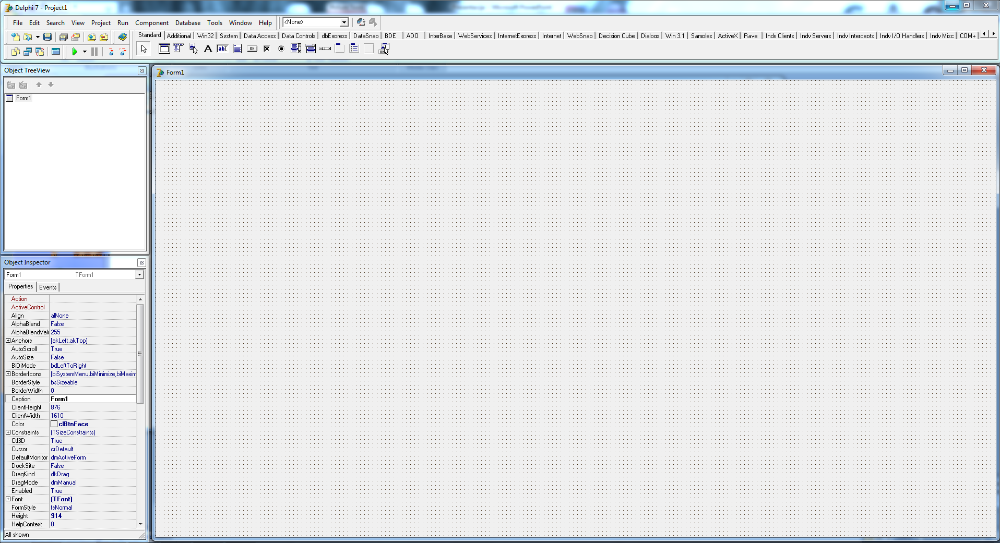 Delphi 7 - Project1
File Edit Search View Project Run Component Database Tools Window Help <None>
Standard Additional Win32 System Data Access Data Controls dbExpress DataSnap BDE ADO InterBase WebServices InternetExpress Internet WebSnap Decision Cube Dialogs Win 3.1 Samples ActiveX Rave Indy Clients Indy Servers Indy Intercepts Indy I/O Handlers Indy Misc COM+
A ab OK
Object TreeView
Form1
Form1
Object Inspector
Form1 TForm1
Properties Events
Action
ActiveControl
Align alNone
AlphaBlend False
AlphaBlendValu 255
Anchors [akLeft,akTop]
AutoScroll True
AutoSize False
BiDiMode bdLeftToRight
BorderIcons [biSystemMenu,biMinimize,biMaxim
BorderStyle bsSizeable
BorderWidth 0
Caption Form1
ClientHeight 876
ClientWidth 1610
Color clBtnFace
Constraints (TSizeConstraints)
Ctl3D True
Cursor crDefault
DefaultMonitor dmActiveForm
DockSite False
DragKind dkDrag
DragMode dmManual
Enabled True
Font (TFont)
FormStyle fsNormal
Height 914
HelpContext 0
All shown